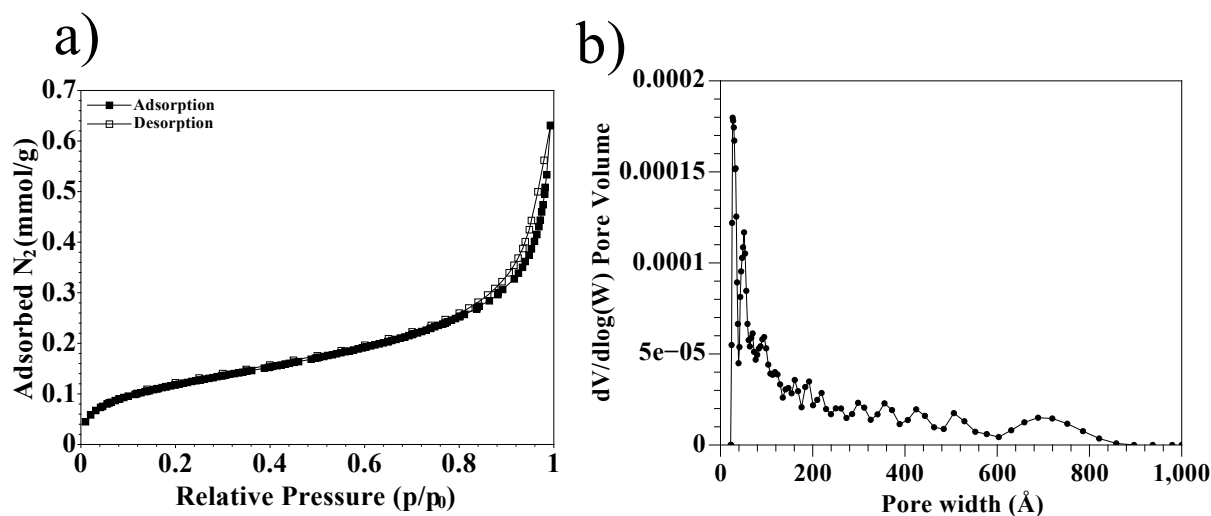 a)
0.7
0.6
0.5
0.4
0.3
0.2
0.1
0
Adsorbed N₂(mmol/g)
Adsorption
Desorption
0 0.2 0.4 0.6 0.8 1
Relative Pressure (p/p₀)
b)
0.0002
0.00015
0.0001
5e−05
0
dV/dlog(W) Pore Volume
0 200 400 600 800 1,000
Pore width (Å)